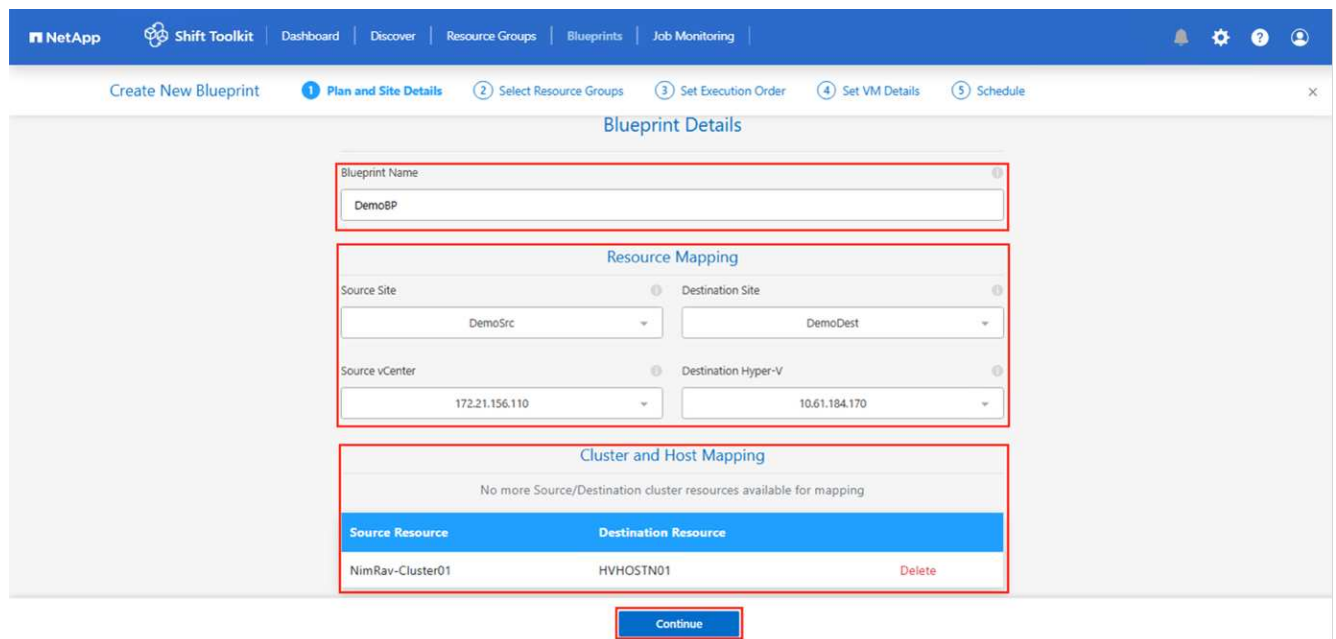 NetApp Shift Toolkit Dashboard Discover Resource Groups Blueprints Job Monitoring ?
Create New Blueprint 1 Plan and Site Details 2 Select Resource Groups 3 Set Execution Order 4 Set VM Details 5 Schedule ×
Blueprint Details
Blueprint Name
DemoBP
Resource Mapping
Source Site Destination Site
DemoSrc DemoDest
Source vCenter Destination Hyper-V
172.21.156.110 10.61.184.170
Cluster and Host Mapping
No more Source/Destination cluster resources available for mapping
Source Resource Destination Resource
NimRav-Cluster01 HVHOSTN01 Delete
Continue